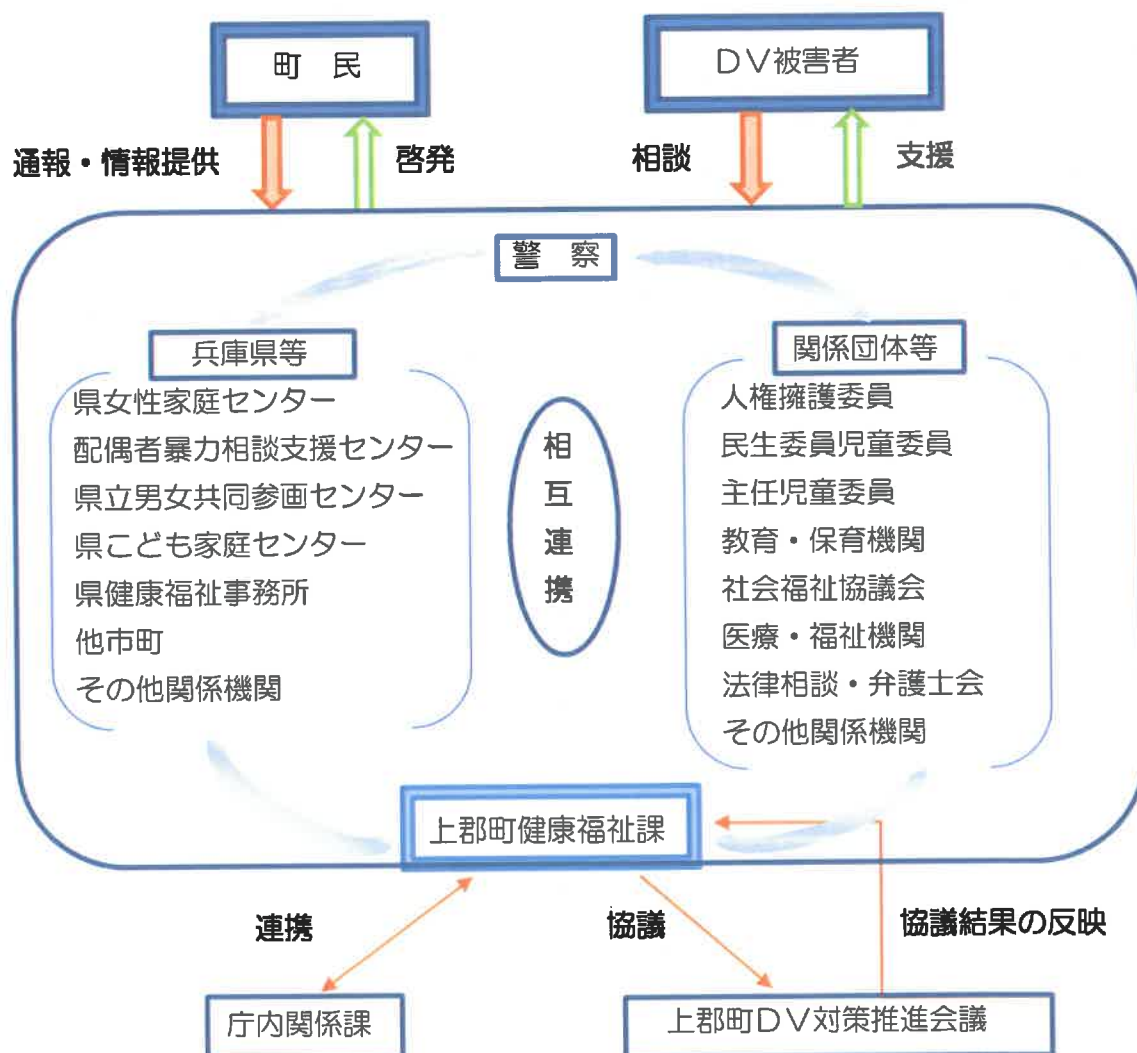 町　民
ＤＶ被害者
通報・情報提供
啓発
相談
支援
警　察
兵庫県等
県女性家庭センター
配偶者暴力相談支援センター
県立男女共同参画センター
県こども家庭センター
県健康福祉事務所
他市町
その他関係機関
相互連携
関係団体等
人権擁護委員
民生委員児童委員
主任児童委員
教育・保育機関
社会福祉協議会
医療・福祉機関
法律相談・弁護士会
その他関係機関
上郡町健康福祉課
連携
協議
協議結果の反映
庁内関係課
上郡町ＤＶ対策推進会議